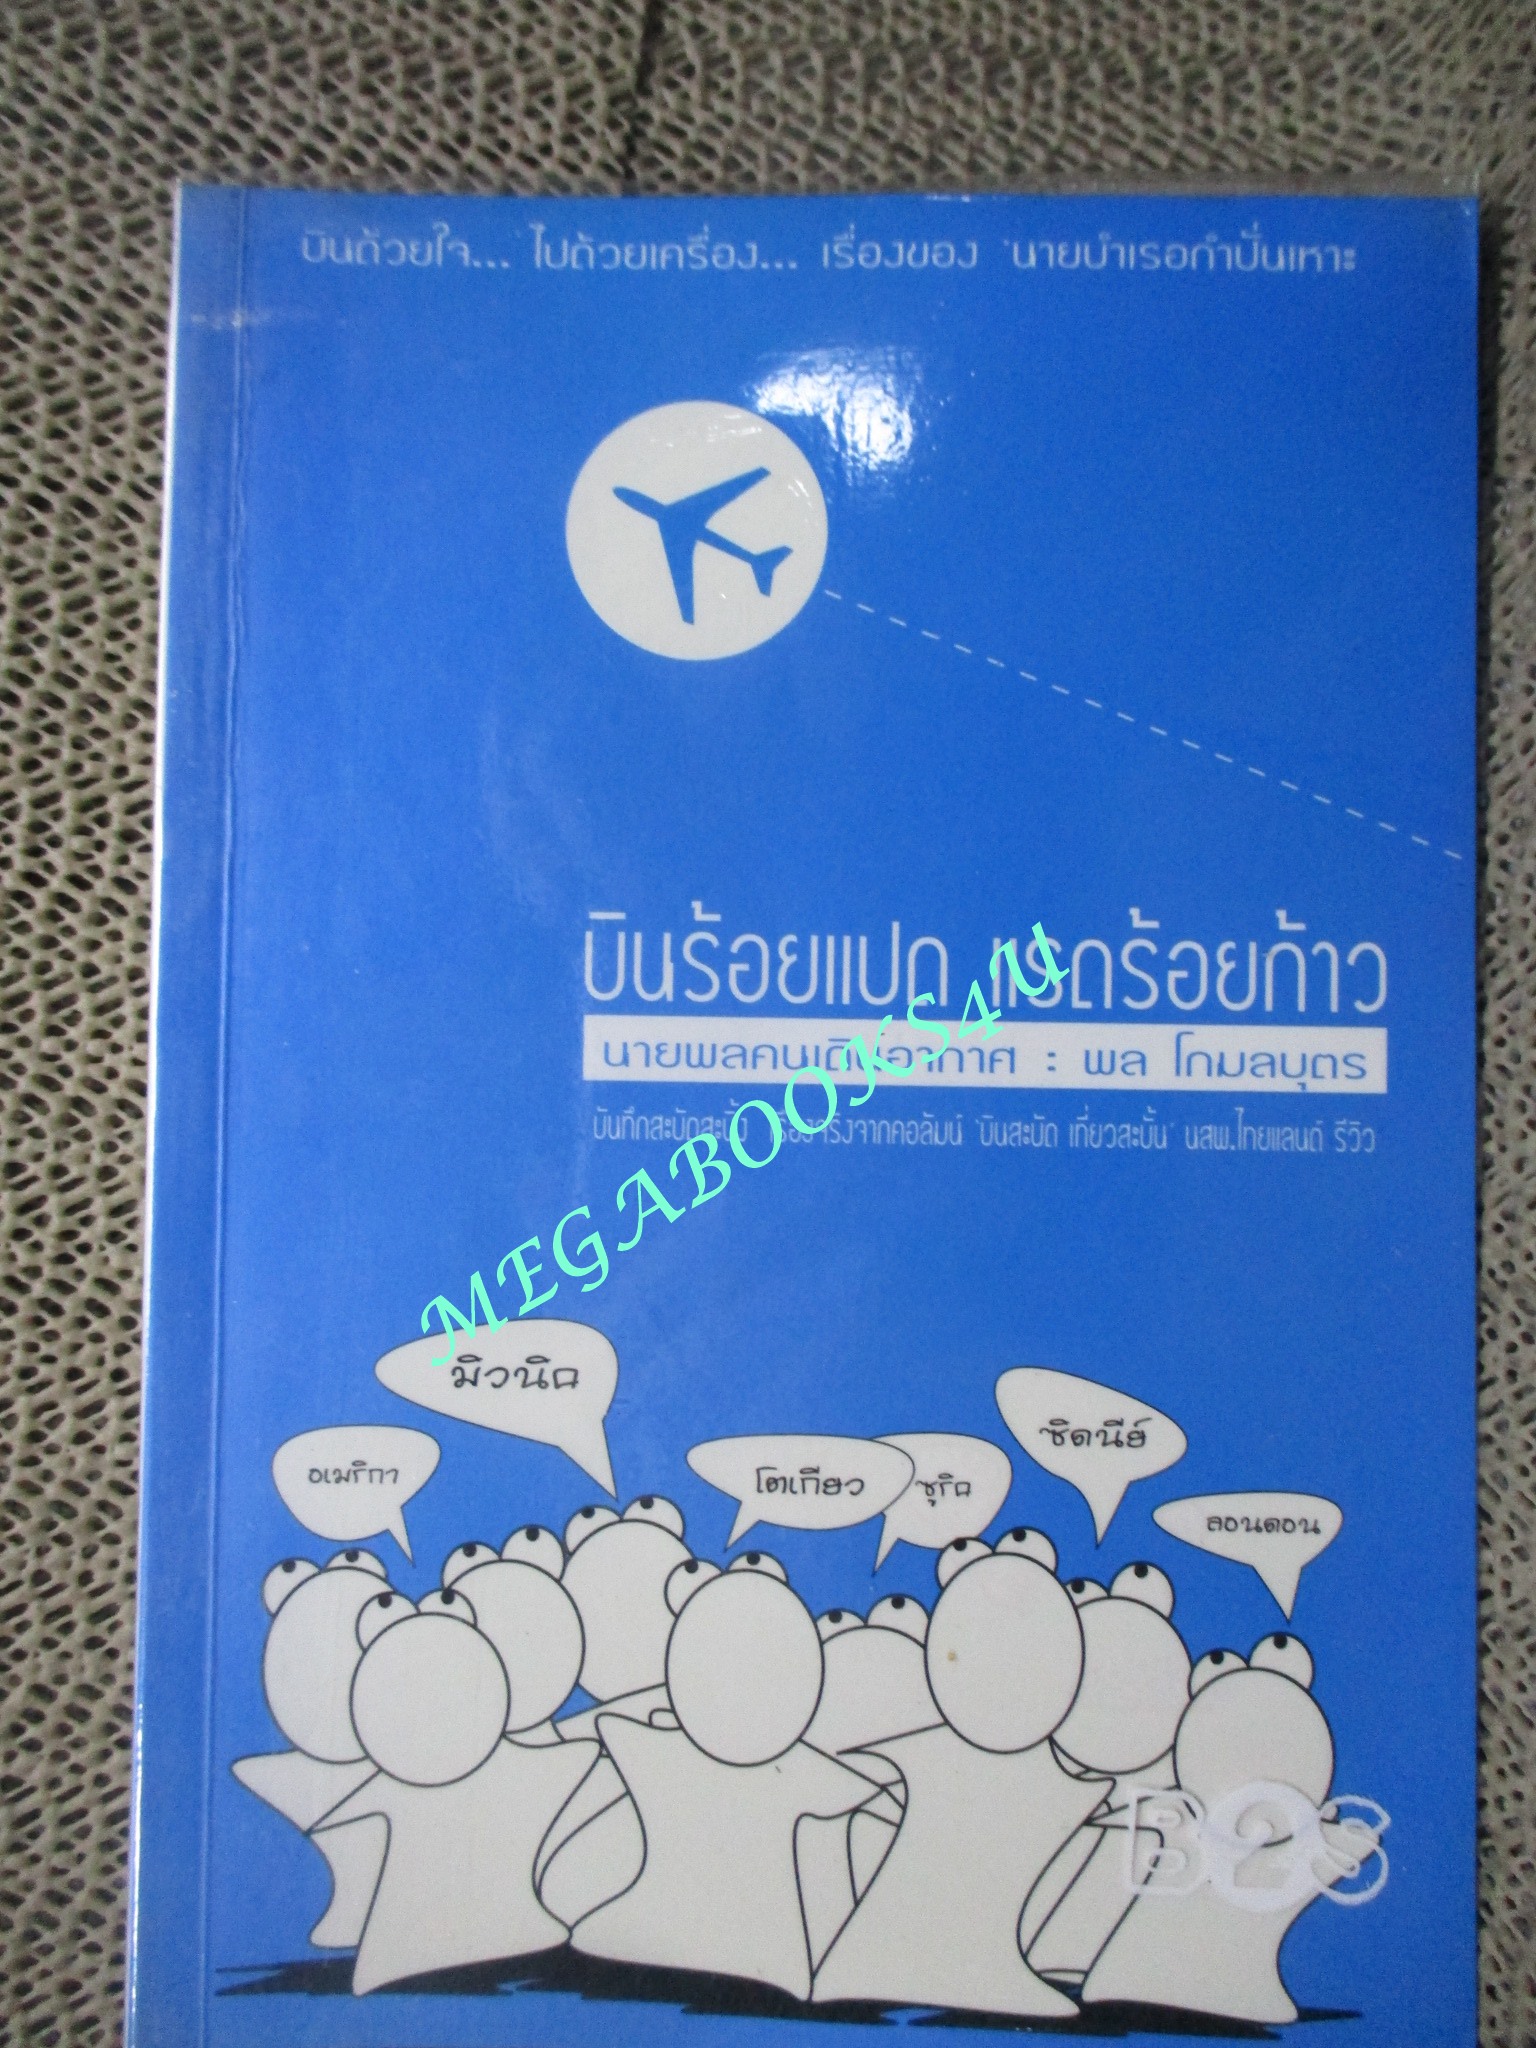 บินด้วยใจ... ไปด้วยเครื่อง... เรื่องของ 'นายบำเรอกำปั่นเหาะ
บินร้อยแปด แรดร้อยก้าว
นายพลคนเดินอากาศ : พล โกมลบุตร
บันทึกสะบัดสะบิ้ง เรื่องจริงจากคอลัมน์ 'บินสะบัด เที่ยวสะบั้น' นสพ.ไทยแลนด์ รีวิว
MEGABOOKS4U
มิวนิค
อเมริกา
โตเกียว
ซูริค
ซิดนีย์
ลอนดอน
B2S